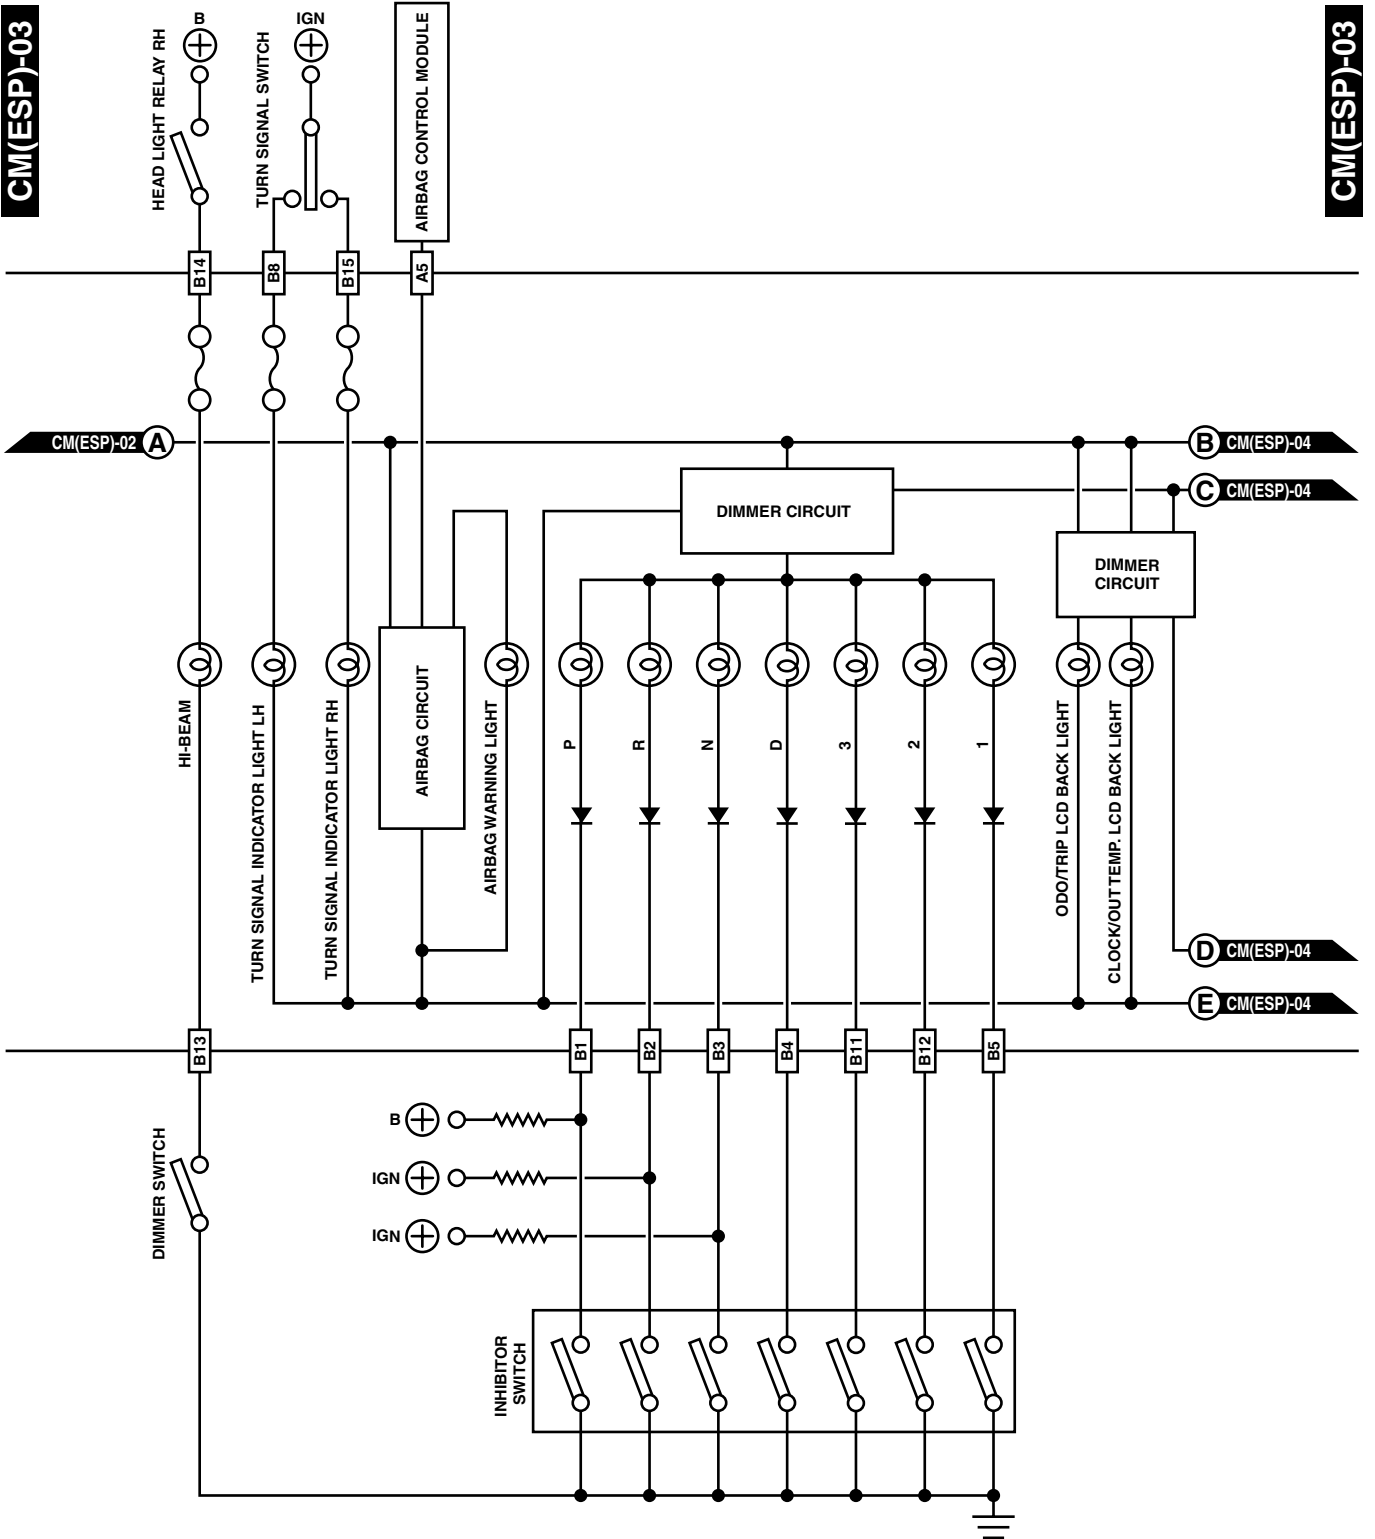 CM(ESP)-03
CM(ESP)-03
B
IGN
HEAD LIGHT RELAY RH
TURN SIGNAL SWITCH
AIRBAG CONTROL MODULE
B14
B8
B15
A5
CM(ESP)-02
A
B
CM(ESP)-04
C
CM(ESP)-04
DIMMER CIRCUIT
DIMMER
CIRCUIT
HI-BEAM
TURN SIGNAL INDICATOR LIGHT LH
TURN SIGNAL INDICATOR LIGHT RH
AIRBAG CIRCUIT
AIRBAG WARNING LIGHT
P
R
N
D
3
2
1
ODO/TRIP LCD BACK LIGHT
CLOCK/OUT TEMP. LCD BACK LIGHT
D
CM(ESP)-04
E
CM(ESP)-04
B13
B1
B2
B3
B4
B11
B12
B5
B
IGN
IGN
DIMMER SWITCH
INHIBITOR
SWITCH